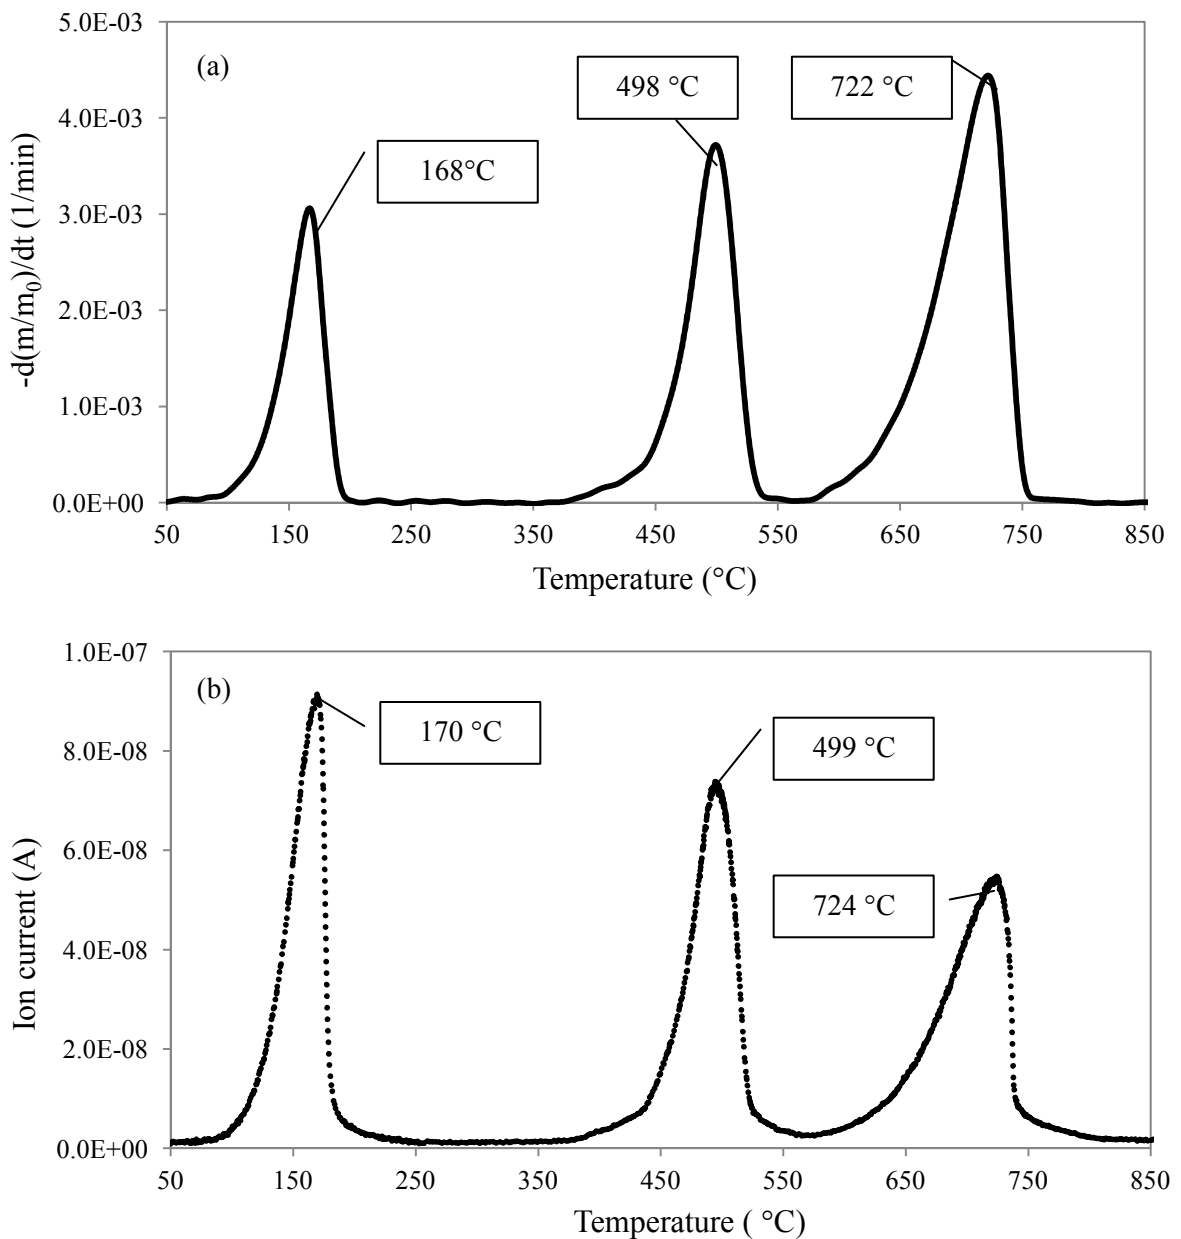 5.0E-03
(a)
498 °C
722 °C
4.0E-03
168°C
3.0E-03
-d(m/m₀)/dt (1/min)
2.0E-03
1.0E-03
0.0E+00
50 150 250 350 450 550 650 750 850
Temperature (°C)
1.0E-07
(b)
170 °C
499 °C
8.0E-08
6.0E-08
724 °C
Ion current (A)
4.0E-08
2.0E-08
0.0E+00
50 150 250 350 450 550 650 750 850
Temperature ( °C)